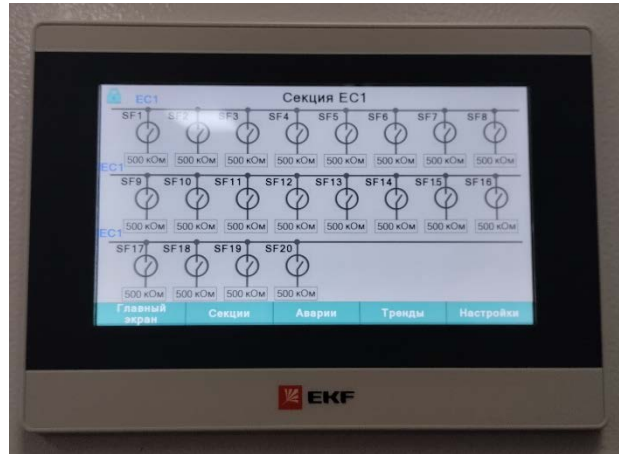 EC1
Секция EC1
SF1 SF2 SF3 SF4 SF5 SF6 SF7 SF8
500 кОм 500 кОм 500 кОм 500 кОм 500 кОм 500 кОм 500 кОм 500 кОм
EC1
SF9 SF10 SF11 SF12 SF13 SF14 SF15 SF16
500 кОм 500 кОм 500 кОм 500 кОм 500 кОм 500 кОм 500 кОм 500 кОм
EC1
SF17 SF18 SF19 SF20
500 кОм 500 кОм 500 кОм 500 кОм
Главный экран Секции Аварии Тренды Настройки
EKF